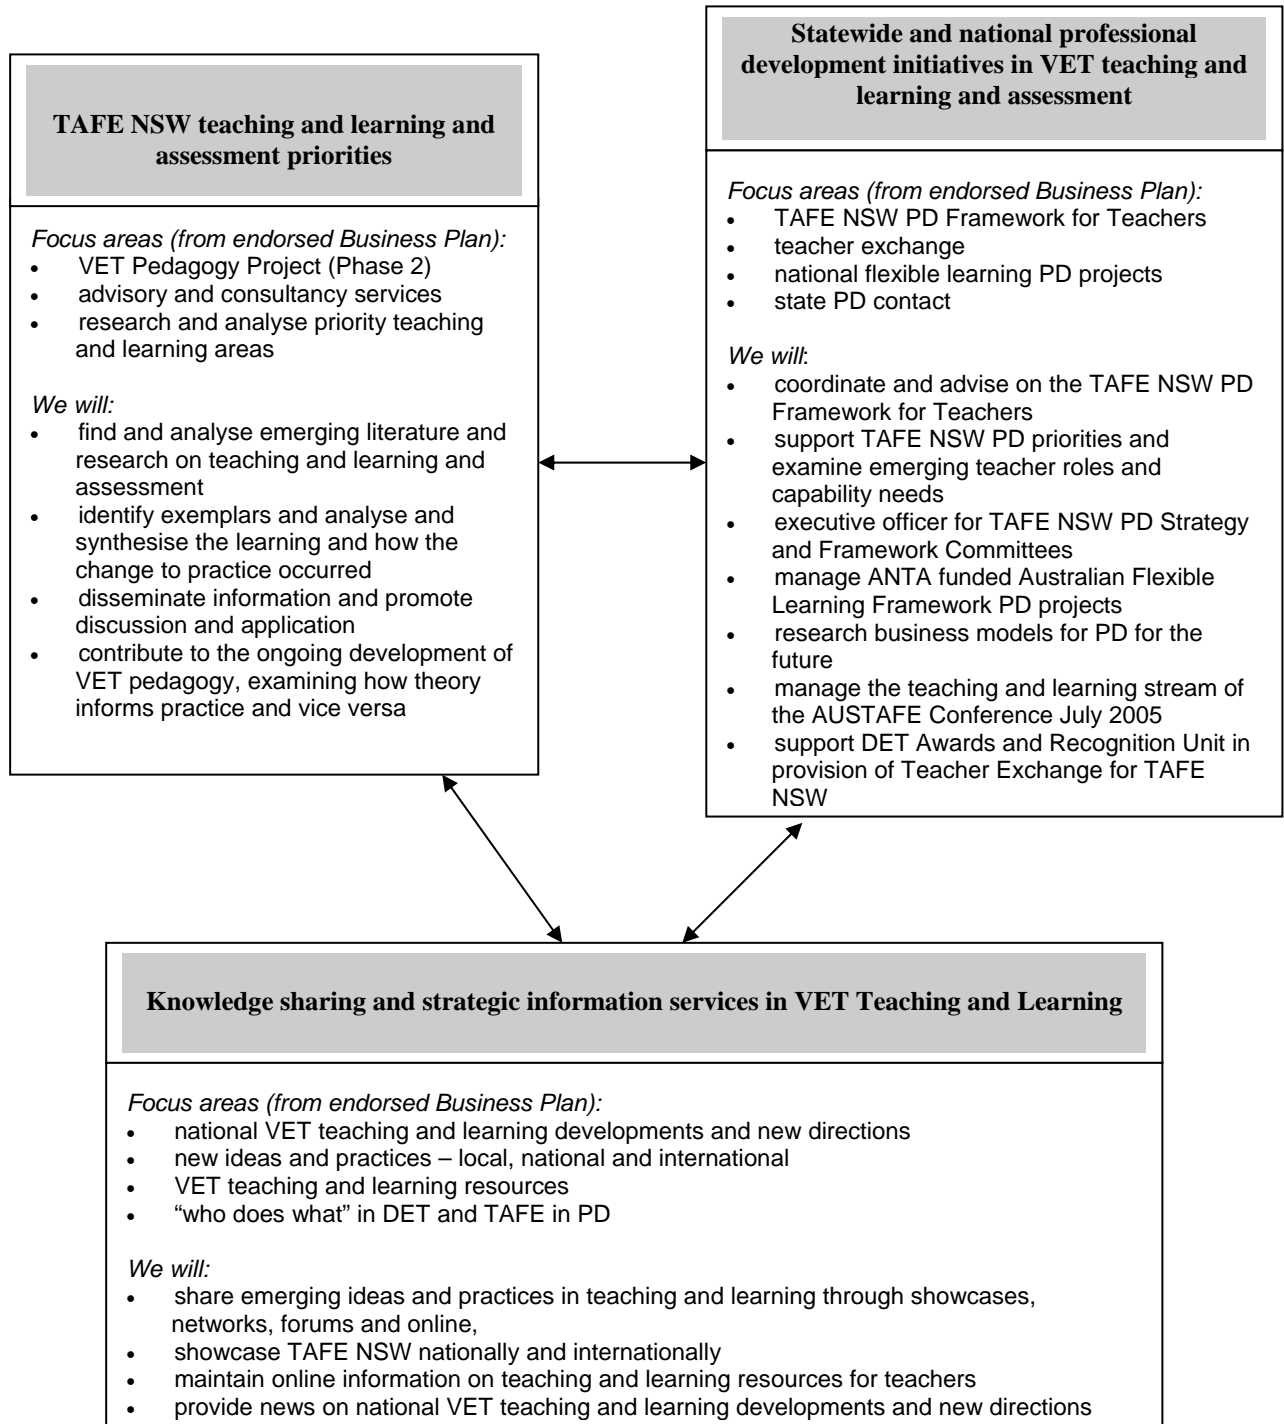 TAFE NSW teaching and learning and
assessment priorities
Focus areas (from endorsed Business Plan):
• VET Pedagogy Project (Phase 2)
• advisory and consultancy services
• research and analyse priority teaching
and learning areas
We will:
• find and analyse emerging literature and
research on teaching and learning and
assessment
• identify exemplars and analyse and
synthesise the learning and how the
change to practice occurred
• disseminate information and promote
discussion and application
• contribute to the ongoing development of
VET pedagogy, examining how theory
informs practice and vice versa
Statewide and national professional
development initiatives in VET teaching and
learning and assessment
Focus areas (from endorsed Business Plan):
• TAFE NSW PD Framework for Teachers
• teacher exchange
• national flexible learning PD projects
• state PD contact
We will:
• coordinate and advise on the TAFE NSW PD
Framework for Teachers
• support TAFE NSW PD priorities and
examine emerging teacher roles and
capability needs
• executive officer for TAFE NSW PD Strategy
and Framework Committees
• manage ANTA funded Australian Flexible
Learning Framework PD projects
• research business models for PD for the
future
• manage the teaching and learning stream of
the AUSTAFE Conference July 2005
• support DET Awards and Recognition Unit in
provision of Teacher Exchange for TAFE
NSW
Knowledge sharing and strategic information services in VET Teaching and Learning
Focus areas (from endorsed Business Plan):
• national VET teaching and learning developments and new directions
• new ideas and practices – local, national and international
• VET teaching and learning resources
• “who does what” in DET and TAFE in PD
We will:
• share emerging ideas and practices in teaching and learning through showcases,
networks, forums and online,
• showcase TAFE NSW nationally and internationally
• maintain online information on teaching and learning resources for teachers
• provide news on national VET teaching and learning developments and new directions